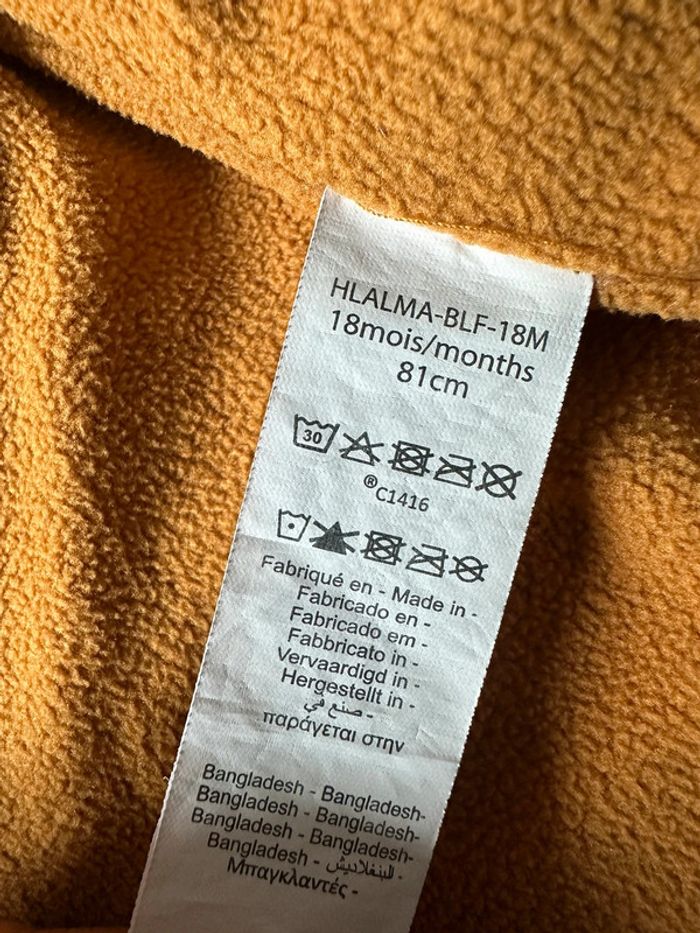 HLALMA-BLF-18M
18mois/months
81cm
30
®C1416
Fabriqué en - Made in -
Fabricado en -
Fabricado em -
Fabbricato in -
Vervaardigd in -
Hergestellt in -
صنع في -
παράγεται στην
Bangladesh - Bangladesh-
Bangladesh - Bangladesh-
Bangladesh - Bangladesh-
Bangladesh - للبنغلاديش -
Μπαγκλαντές -